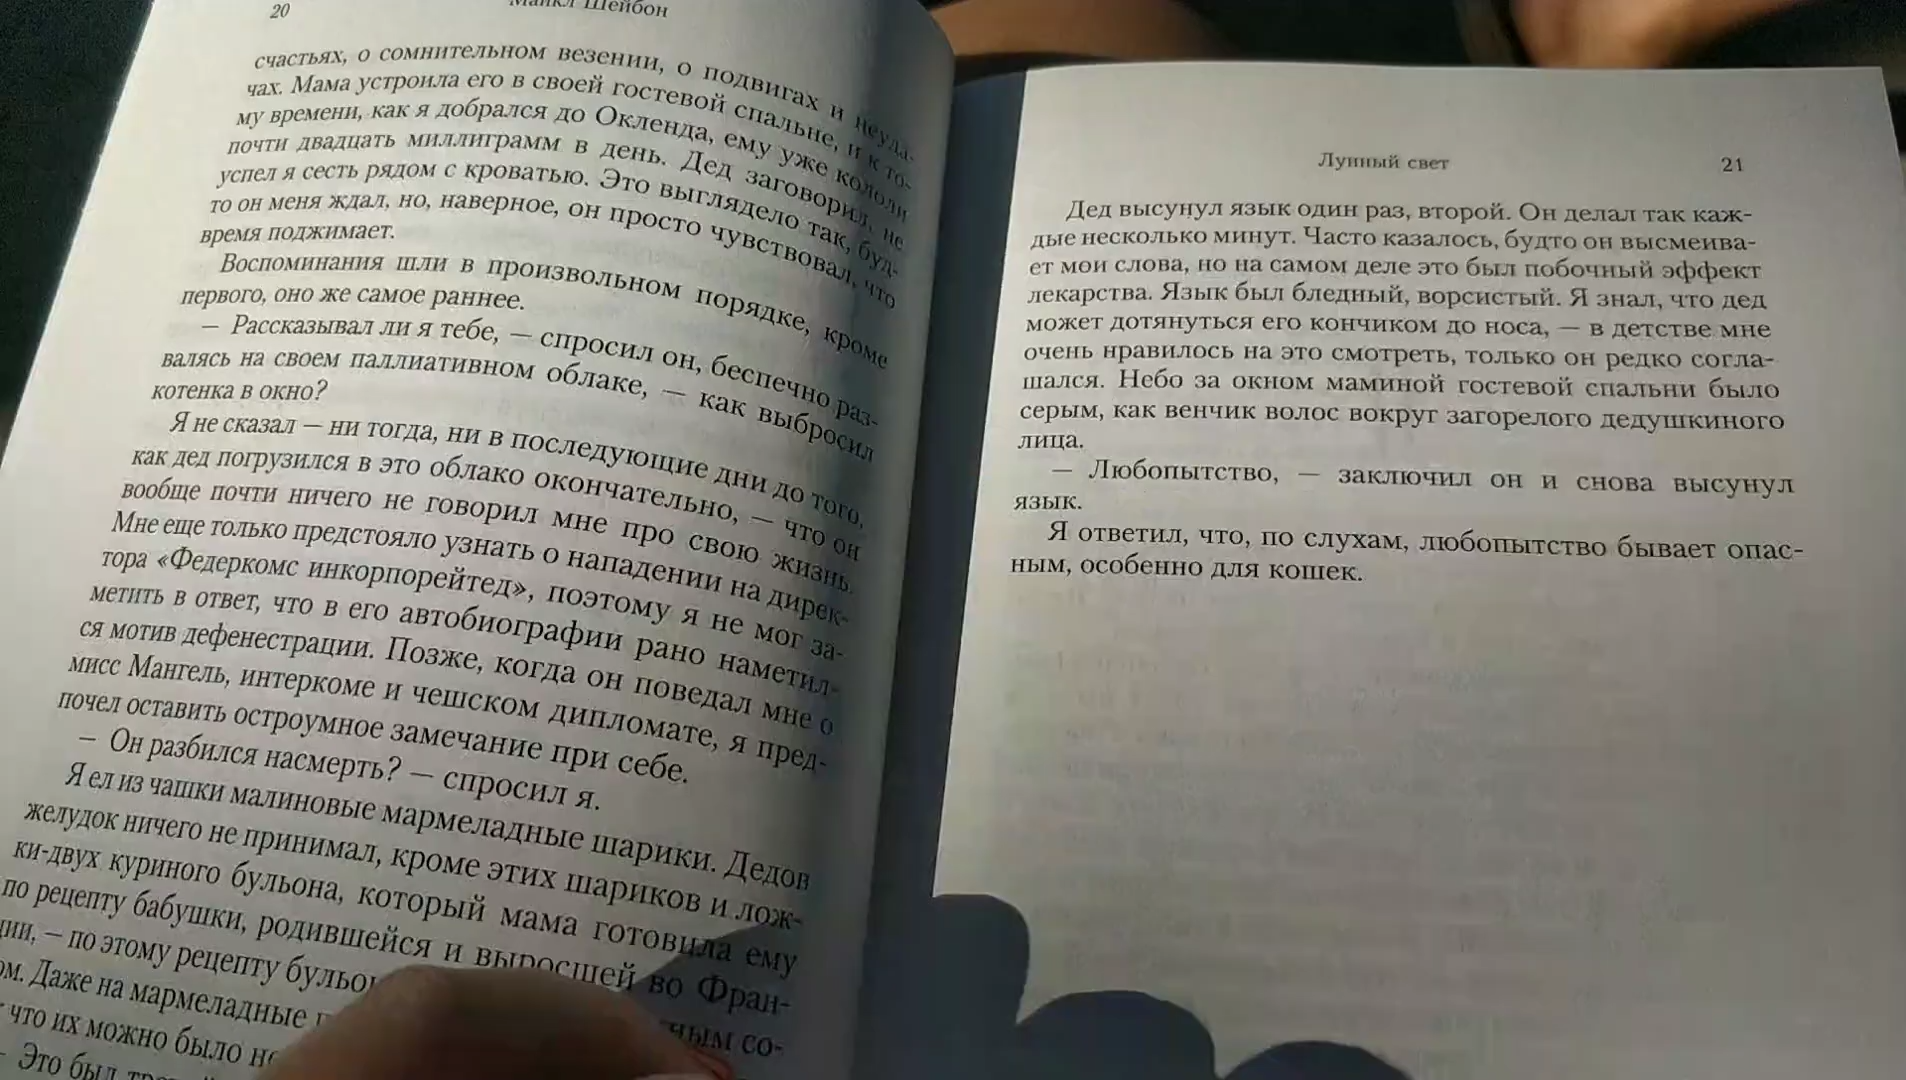 20
Майкл Шейбон
счастьях, о сомнительном везении, о подвигах и неуда-
чах. Мама устроила его в своей гостевой спальне, и к то-
му времени, как я добрался до Окленда, ему уже кололи
почти двадцать миллиграмм в день. Дед заговорил, не
успел я сесть рядом с кроватью. Это выглядело так, буд-
то он меня ждал, но, наверное, он просто чувствовал, что
время поджимает.
Воспоминания шли в произвольном порядке, кроме
первого, оно же самое раннее.
— Рассказывал ли я тебе, — спросил он, беспечно раз-
валясь на своем паллиативном облаке, — как выбросил
котенка в окно?
Я не сказал — ни тогда, ни в последующие дни до того,
как дед погрузился в это облако окончательно, — что он
вообще почти ничего не говорил мне про свою жизнь.
Мне еще только предстояло узнать о нападении на дирек-
тора «Федеркомс инкорпорейтед», поэтому я не мог за-
метить в ответ, что в его автобиографии рано наметил-
ся мотив дефенестрации. Позже, когда он поведал мне о
мисс Мангель, интеркоме и чешском дипломате, я пред-
почел оставить остроумное замечание при себе.
— Он разбился насмерть? — спросил я.
Я ел из чашки малиновые мармеладные шарики. Дедов
желудок ничего не принимал, кроме этих шариков и лож-
ки-двух куриного бульона, который мама готовила ему
по рецепту бабушки, родившейся и выросшей во Фран-
ции, — по этому рецепту
Даже на мармеладные со-
что их можно было
— Это был
Лунный свет
21
Дед высунул язык один раз, второй. Он делал так каж-
дые несколько минут. Часто казалось, будто он высмеива-
ет мои слова, но на самом деле это был побочный эффект
лекарства. Язык был бледный, ворсистый. Я знал, что дед
может дотянуться его кончиком до носа, — в детстве мне
очень нравилось на это смотреть, только он редко согла-
шался. Небо за окном маминой гостевой спальни было
серым, как венчик волос вокруг загорелого дедушкиного
лица.
— Любопытство, — заключил он и снова высунул
язык.
Я ответил, что, по слухам, любопытство бывает опас-
ным, особенно для кошек.